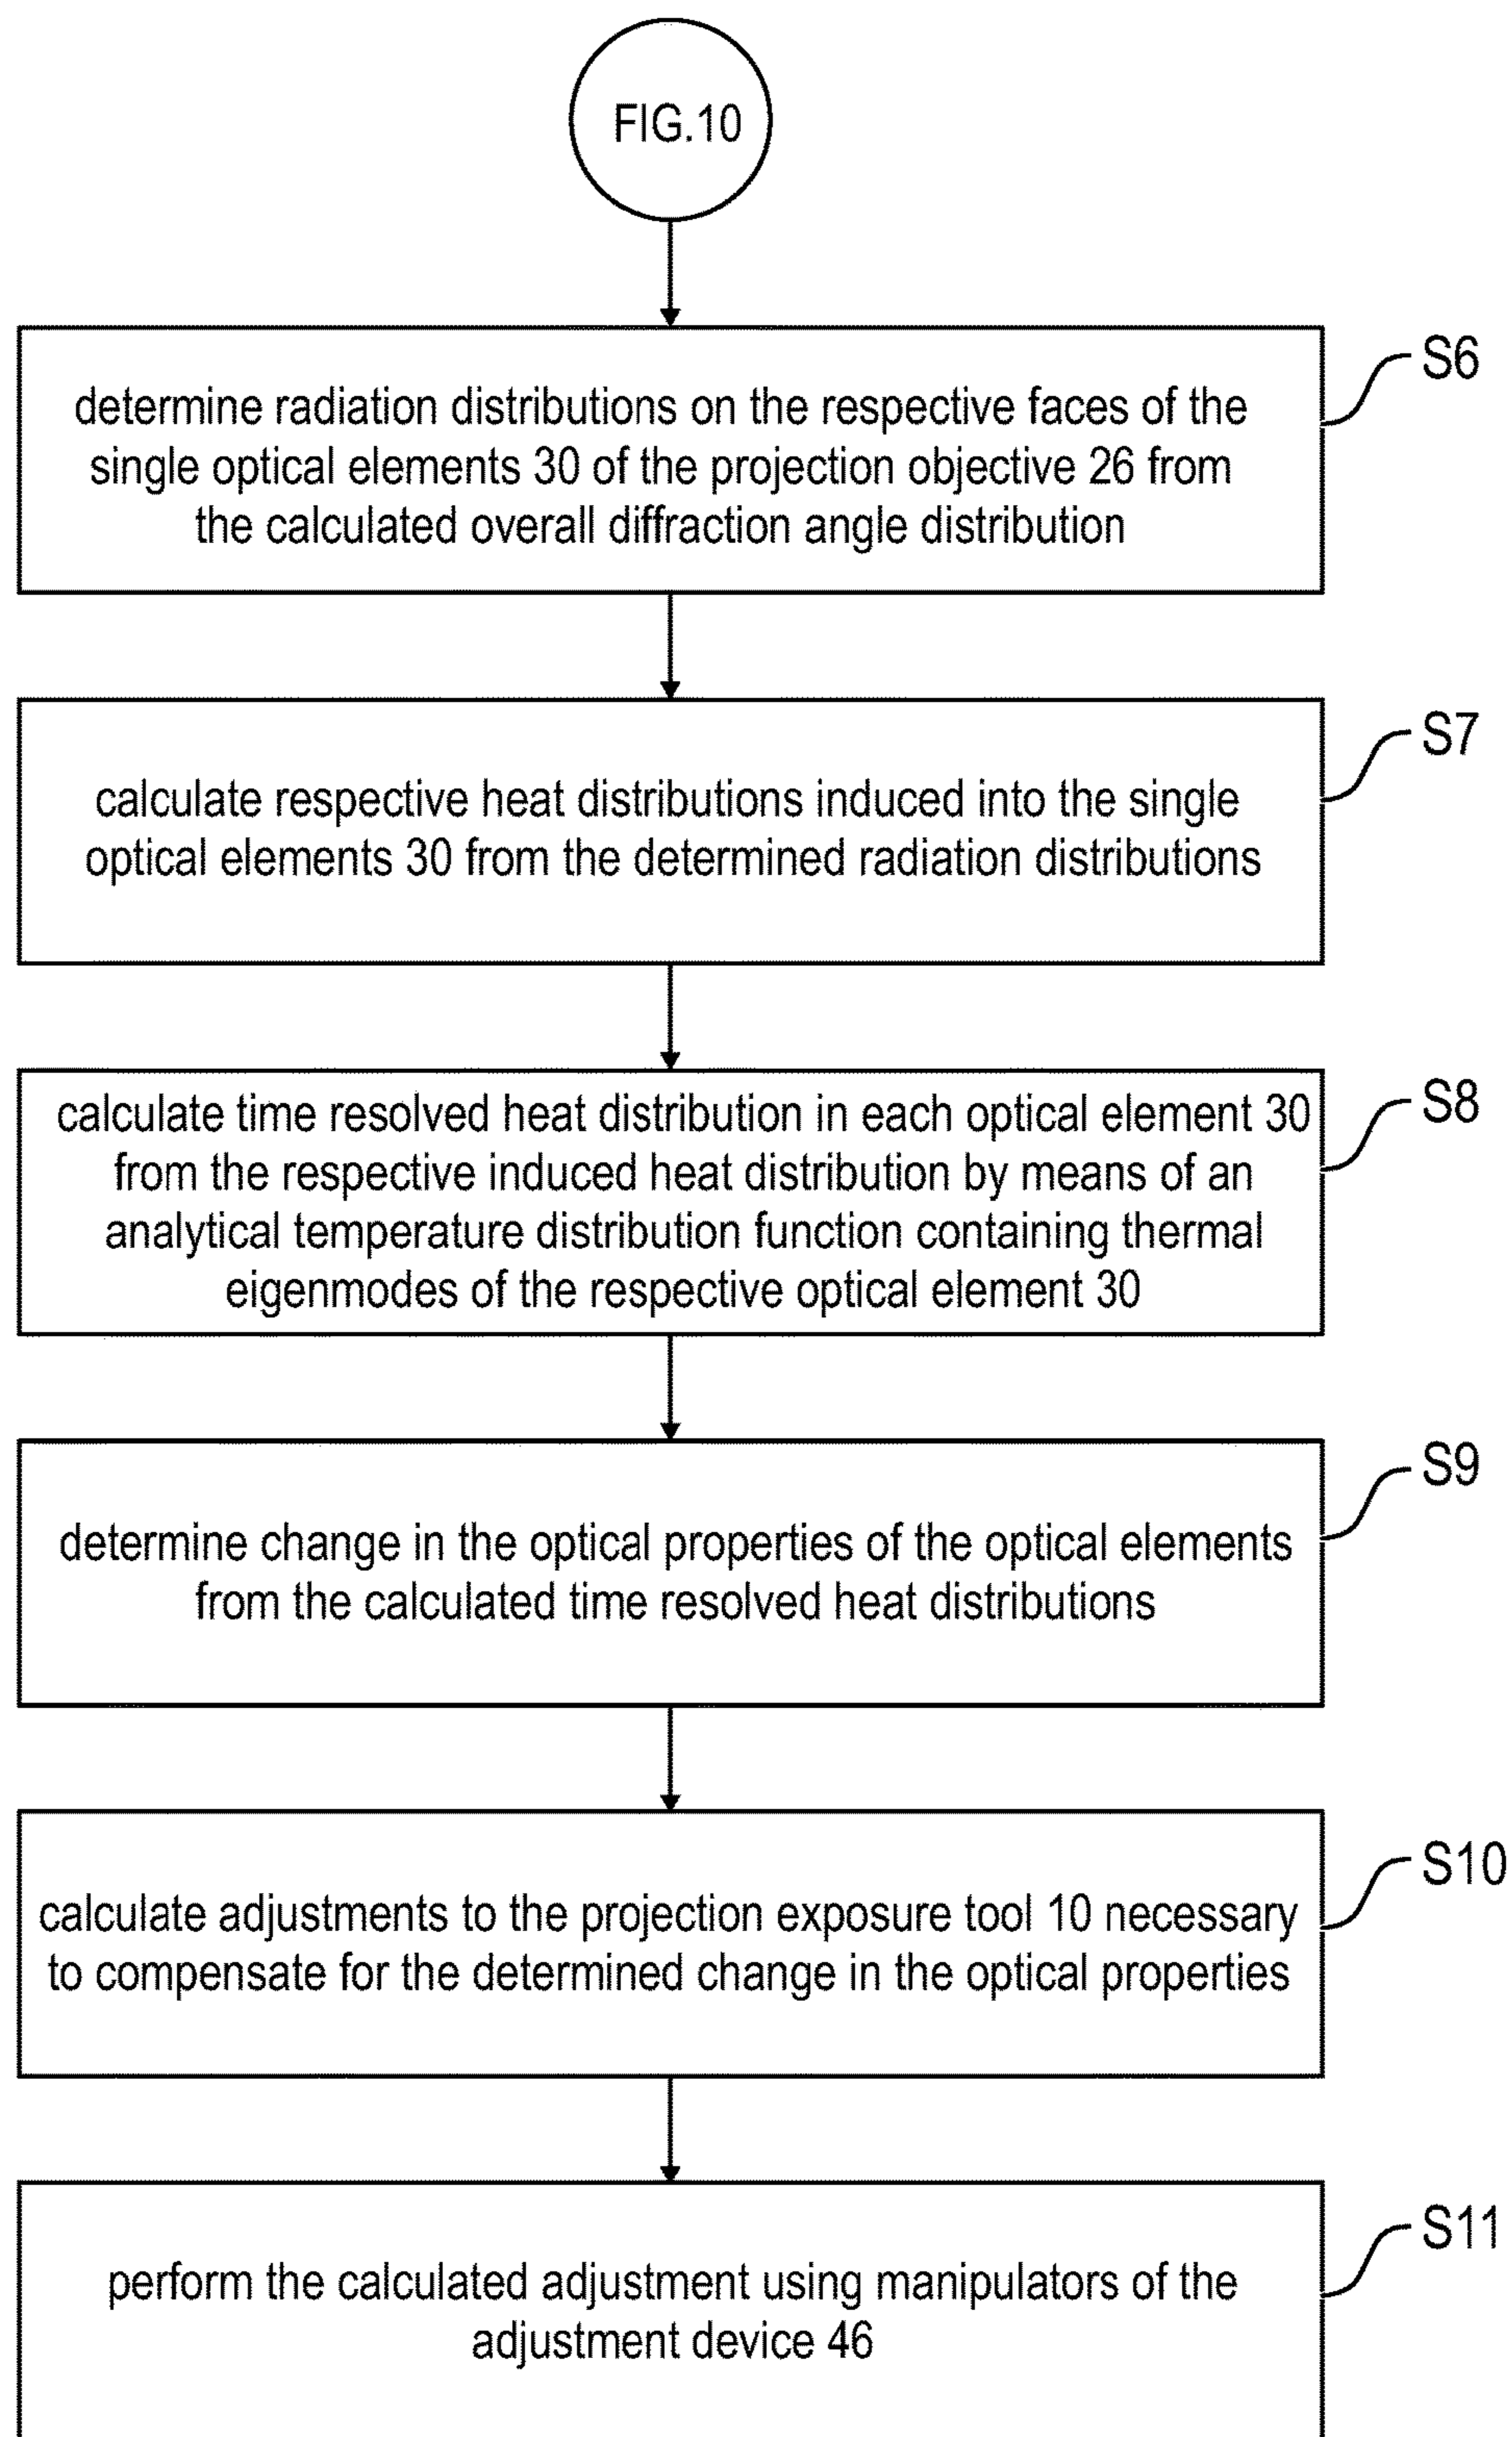 FIG.10
S6
determine radiation distributions on the respective faces of the
single optical elements 30 of the projection objective 26 from
the calculated overall diffraction angle distribution
S7
calculate respective heat distributions induced into the single
optical elements 30 from the determined radiation distributions
S8
calculate time resolved heat distribution in each optical element 30
from the respective induced heat distribution by means of an
analytical temperature distribution function containing thermal
eigenmodes of the respective optical element 30
S9
determine change in the optical properties of the optical elements
from the calculated time resolved heat distributions
S10
calculate adjustments to the projection exposure tool 10 necessary
to compensate for the determined change in the optical properties
S11
perform the calculated adjustment using manipulators of the
adjustment device 46